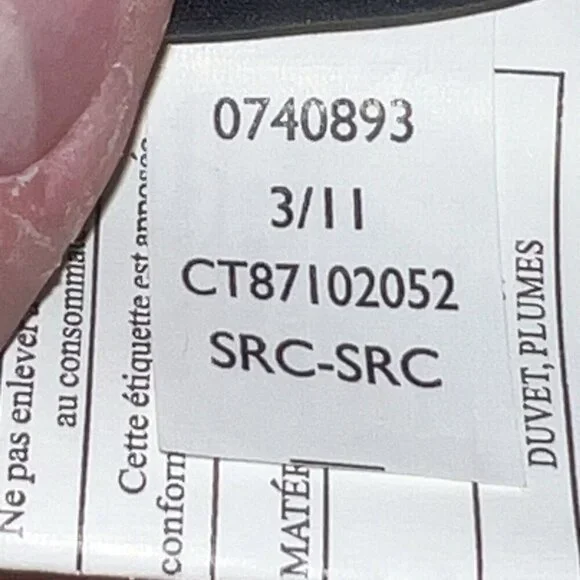 0740893
3/11
CT87102052
SRC-SRC
Ne pas enlever
au consomma
Cette étiquette est apposée
conform
MATÉR
DUVET, PLUMES